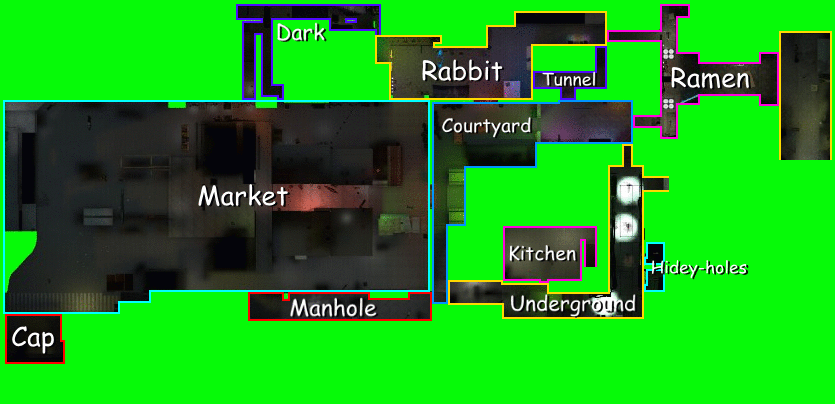 Dark
Rabbit
Tunnel
Ramen
Courtyard
Market
Kitchen
Hidey-holes
Underground
Manhole
Cap